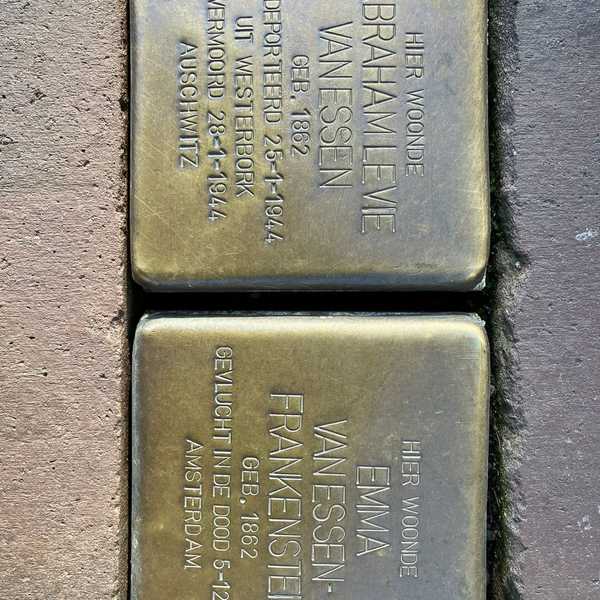 HIER WOONDE
BRAHAM LEVIE
VAN ESSEN
GEB. 1862
DEPORTEERD 25-1-1944
UIT WESTERBORK
VERMOORD 28-1-1944
AUSCHWITZ
HIER WOONDE
EMMA
VAN ESSEN-
FRANKENSTEI
GEB. 1862
GEVLUCHT IN DE DOOD 5-12
AMSTERDAM